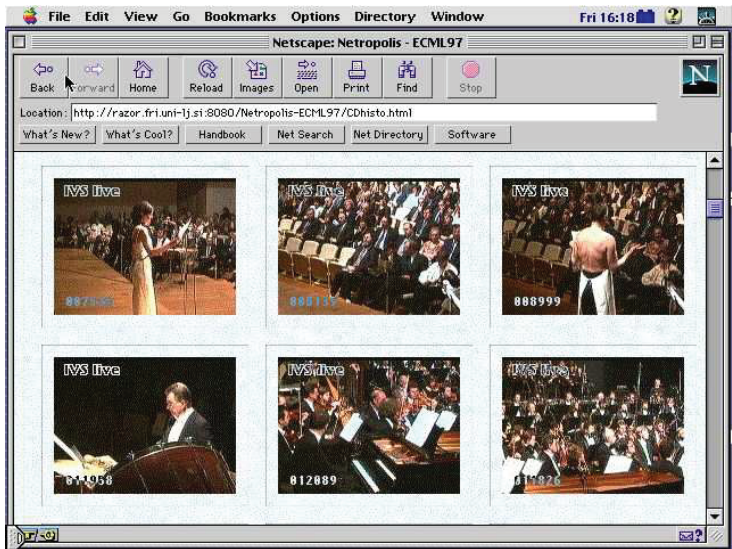 File Edit View Go Bookmarks Options Directory Window Fri 16:18
Netscape: Netropolis - ECML97
Back Forward Home Reload Images Open Print Find Stop
N
Location: http://razor.fri.uni-lj.si:8080/Netropolis-ECML97/CDhisto.html
What's New? What's Cool? Handbook Net Search Net Directory Software
IVS live IVS live IVS live
008999
IVS live IVS live IVS live
012089